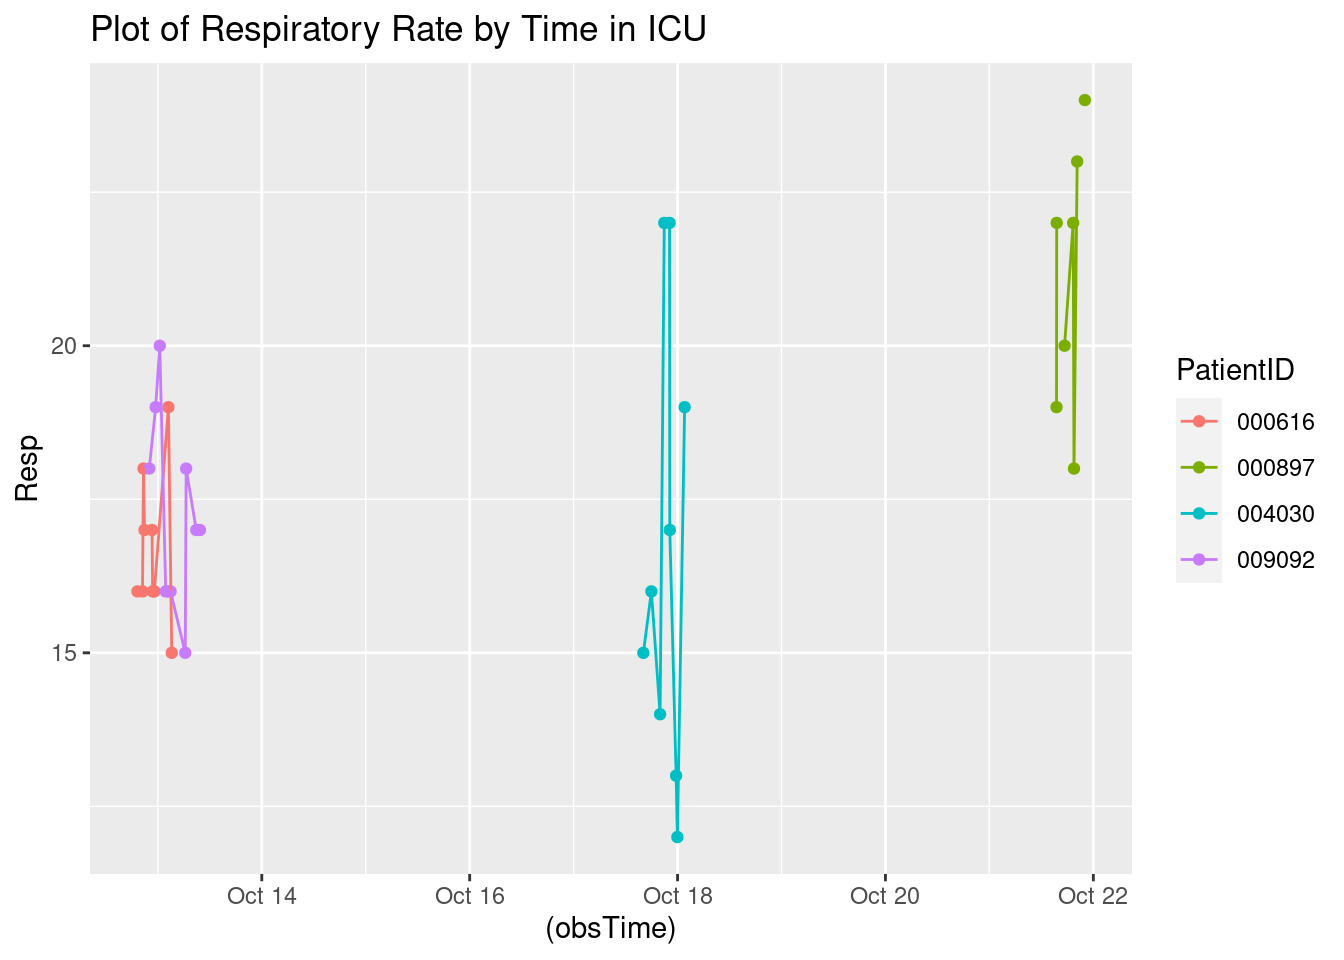 Plot of Respiratory Rate by Time in ICU
Resp
20
15
Oct 14
Oct 16
Oct 18
Oct 20
Oct 22
(obsTime)
PatientID
000616
000897
004030
009092